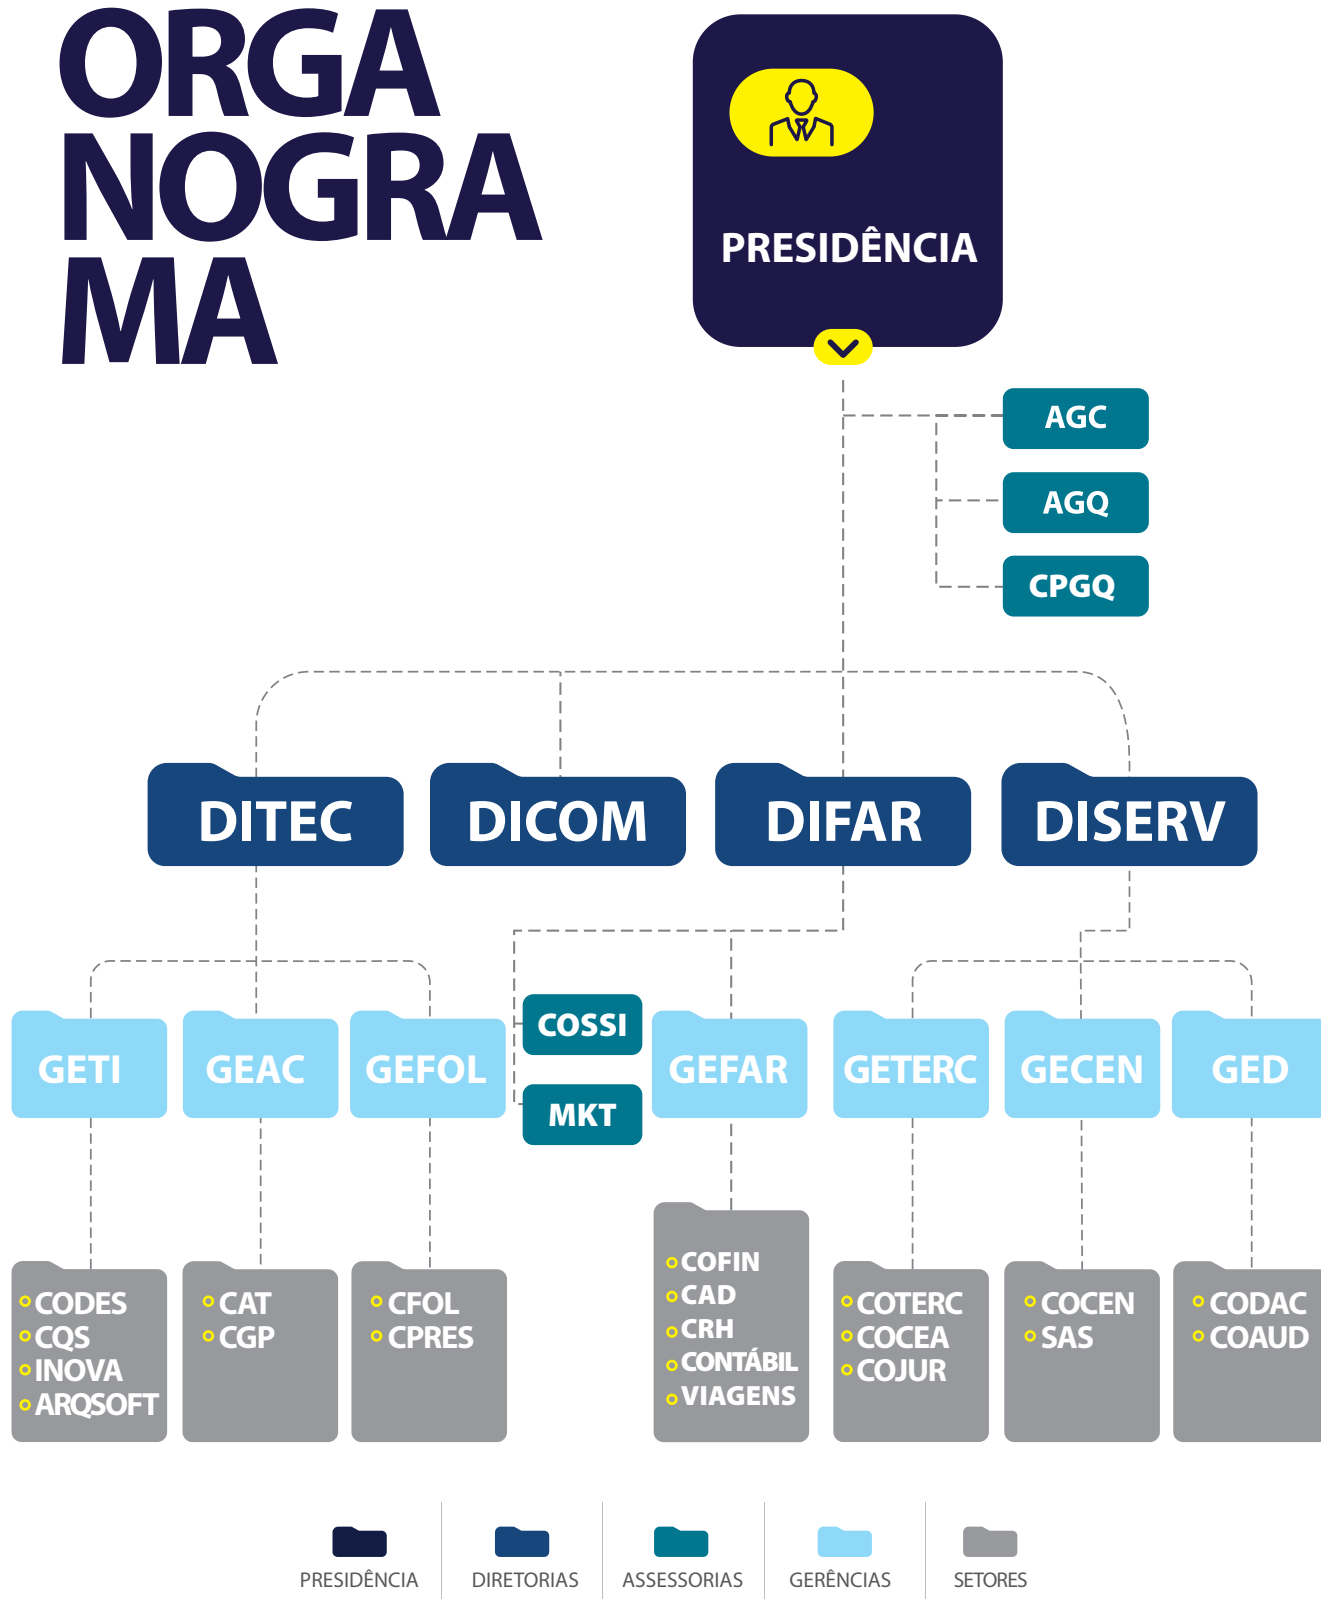 ORGA
NOGRA
MA
PRESIDÊNCIA
AGC
AGQ
CPGQ
DITEC
DICOM
DIFAR
DISERV
GETI
GEAC
GEFOL
COSSI
MKT
GEFAR
GETERC
GECEN
GED
CODES
CQS
INOVA
ARQSOFT
CAT
CGP
CFOL
CPRES
COFIN
CAD
CRH
CONTÁBIL
VIAGENS
COTERC
COCEA
COJUR
COCEN
SAS
CODAC
COAUD
PRESIDÊNCIA
DIRETORIAS
ASSESSORIAS
GERÊNCIAS
SETORES